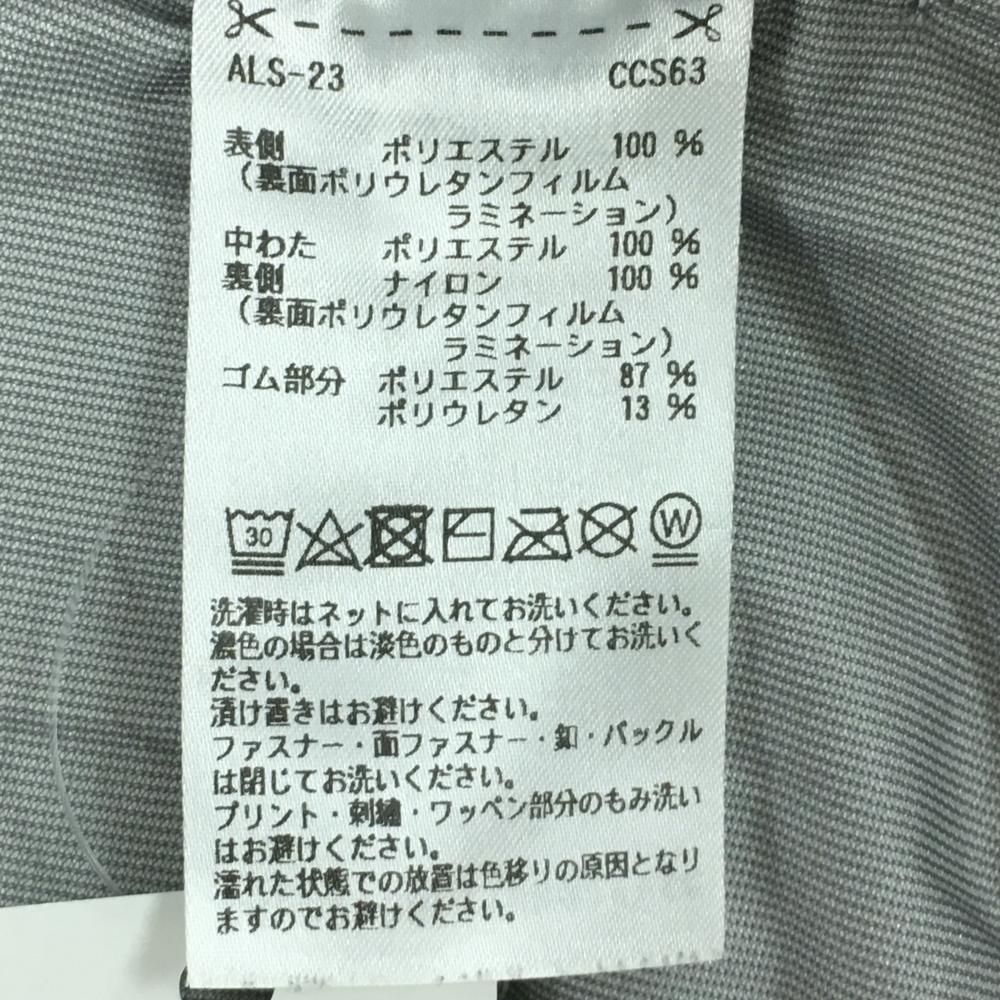 ALS-23 CCS63
表側 ポリエステル 100 %
（裏面ポリウレタンフィルム
ラミネーション）
中わた ポリエステル 100 %
裏側 ナイロン 100 %
（裏面ポリウレタンフィルム
ラミネーション）
ゴム部分 ポリエステル 87 %
ポリウレタン 13 %
30 W
洗濯時はネットに入れてお洗いください。
濃色の場合は淡色のものと分けてお洗いく
ださい。
漬け置きはお避けください。
ファスナー・面ファスナー・釦・バックル
は閉じてお洗いください。
プリント・刺繍・ワッペン部分のもみ洗い
はお避けください。
濡れた状態での放置は色移りの原因となり
ますのでお避けください。